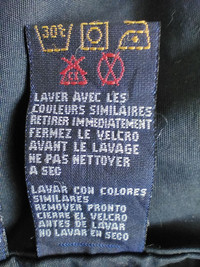 30°
LAVER AVEC LES
COULEURS SIMILAIRES
RETIRER IMMEDIATEMENT
FERMEZ LE VELCRO
AVANT LE LAVAGE
NE PAS NETTOYER
A SEC
LAVAR CON COLORES
SIMILARES
REMOVER PRONTO
CIERRE EL VELCRO
ANTES DE LAVAR
NO LAVAR EN SECO